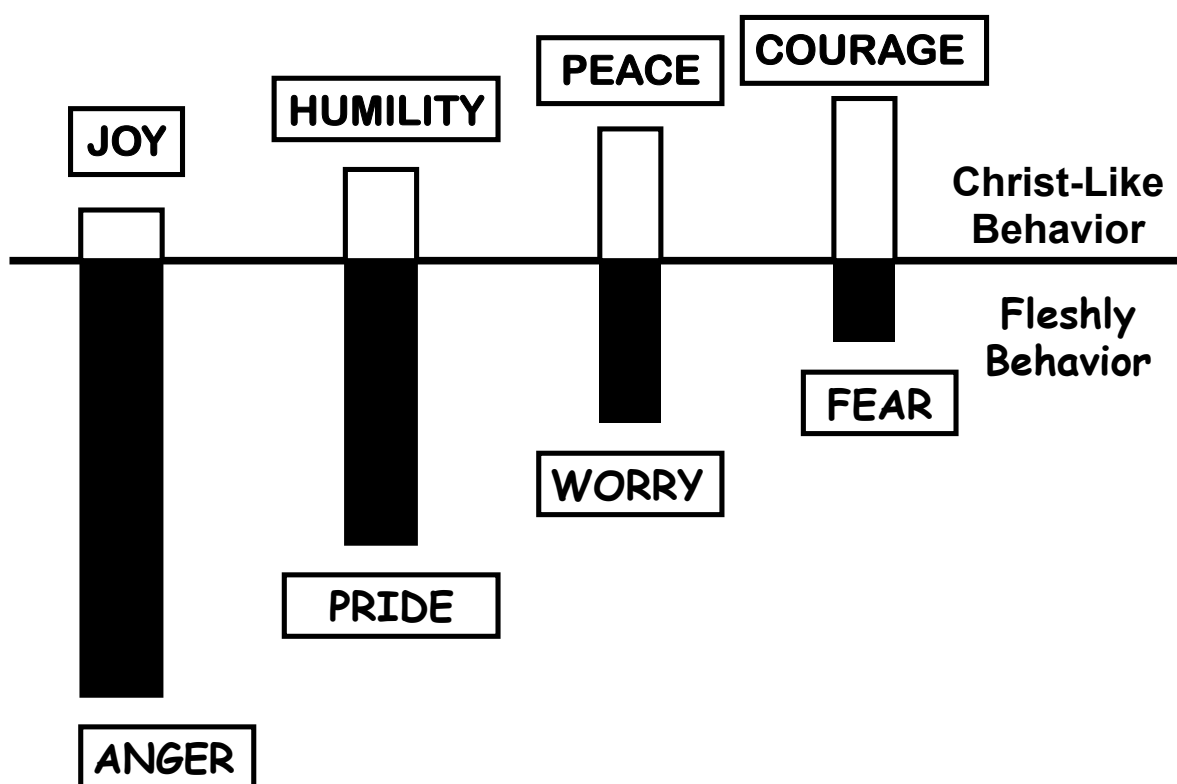 COURAGE
PEACE
HUMILITY
JOY
Christ-Like
Behavior
Fleshly
Behavior
FEAR
WORRY
PRIDE
ANGER